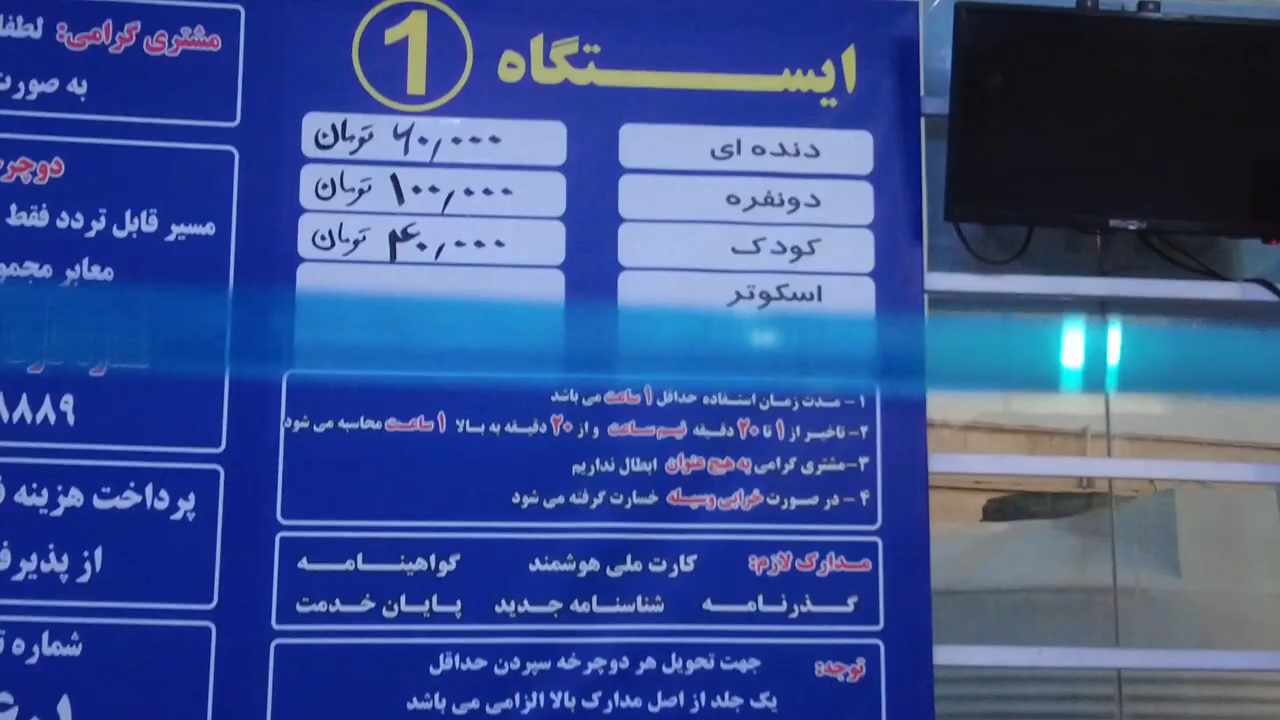 ایستگاه 1
دنده ای ۶۰,۰۰۰ تومان
دونفره ۱۰۰,۰۰۰ تومان
کودک ۴۰,۰۰۰ تومان
اسکوتر
۱- مدت زمان استفاده حداقل ۱ ساعت می باشد
۲- تاخیر از ۱ تا ۲۰ دقیقه نیم ساعت و از ۲۰ دقیقه به بالا ۱ ساعت محاسبه می شود
۳- مشتری گرامی به هیچ عنوان ابطال نداریم
۴- در صورت خرابی وسیله خسارت گرفته می شود
مدارک لازم: کارت ملی هوشمند گواهینامه
گذرنامه شناسنامه جدید پایان خدمت
توجه: جهت تحویل هر دوچرخه سپردن حداقل
یک جلد از اصل مدارک بالا الزامی می باشد
مشتری گرامی: لطفا
به صورت
مسیر قابل تردد فقط
معابر
۸۸۹
پرداخت هزینه
از
شماره